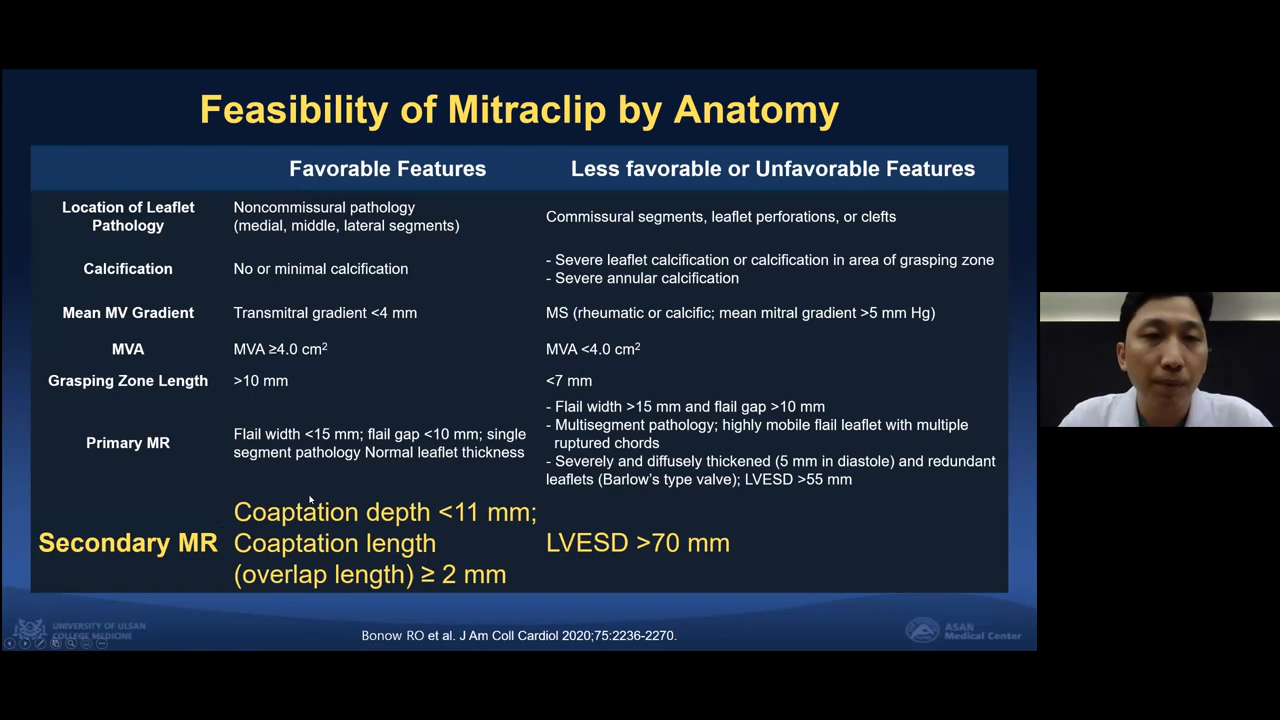 Feasibility of Mitraclip by Anatomy
Favorable Features
Less favorable or Unfavorable Features
Location of Leaflet
Pathology
Noncommissural pathology
(medial, middle, lateral segments)
Commissural segments, leaflet perforations, or clefts
Calcification
No or minimal calcification
- Severe leaflet calcification or calcification in area of grasping zone
- Severe annular calcification
Mean MV Gradient
Transmitral gradient <4 mm
MS (rheumatic or calcific; mean mitral gradient >5 mm Hg)
MVA
MVA ≥4.0 cm²
MVA <4.0 cm²
Grasping Zone Length
>10 mm
<7 mm
Primary MR
Flail width <15 mm; flail gap <10 mm; single
segment pathology Normal leaflet thickness
- Flail width >15 mm and flail gap >10 mm
- Multisegment pathology; highly mobile flail leaflet with multiple
ruptured chords
- Severely and diffusely thickened (5 mm in diastole) and redundant
leaflets (Barlow's type valve); LVESD >55 mm
Secondary MR
Coaptation depth <11 mm;
Coaptation length
(overlap length) ≥ 2 mm
LVESD >70 mm
UNIVERSITY OF ULSAN
COLLEGE MEDICINE
Bonow RO et al. J Am Coll Cardiol 2020;75:2236-2270.
ASAN
Medical Center